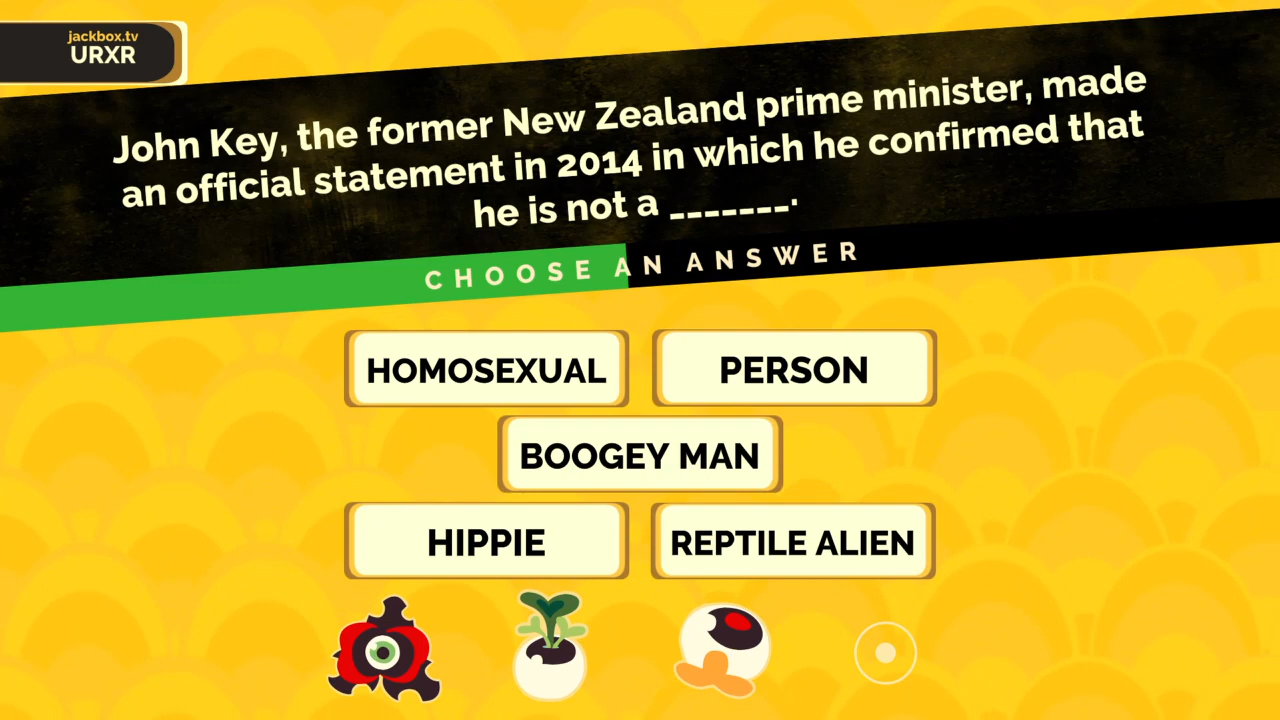 jackbox.tv
URXR
John Key, the former New Zealand prime minister, made
an official statement in 2014 in which he confirmed that
he is not a _______.
CHOOSE AN ANSWER
HOMOSEXUAL
PERSON
BOOGEY MAN
HIPPIE
REPTILE ALIEN